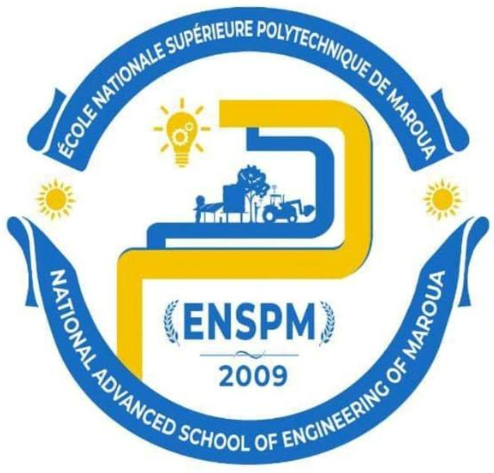 ÉCOLE NATIONALE SUPÉRIEURE POLYTECHNIQUE DE MAROUA
ENSPM
2009
NATIONAL ADVANCED SCHOOL OF ENGINEERING OF MAROUA